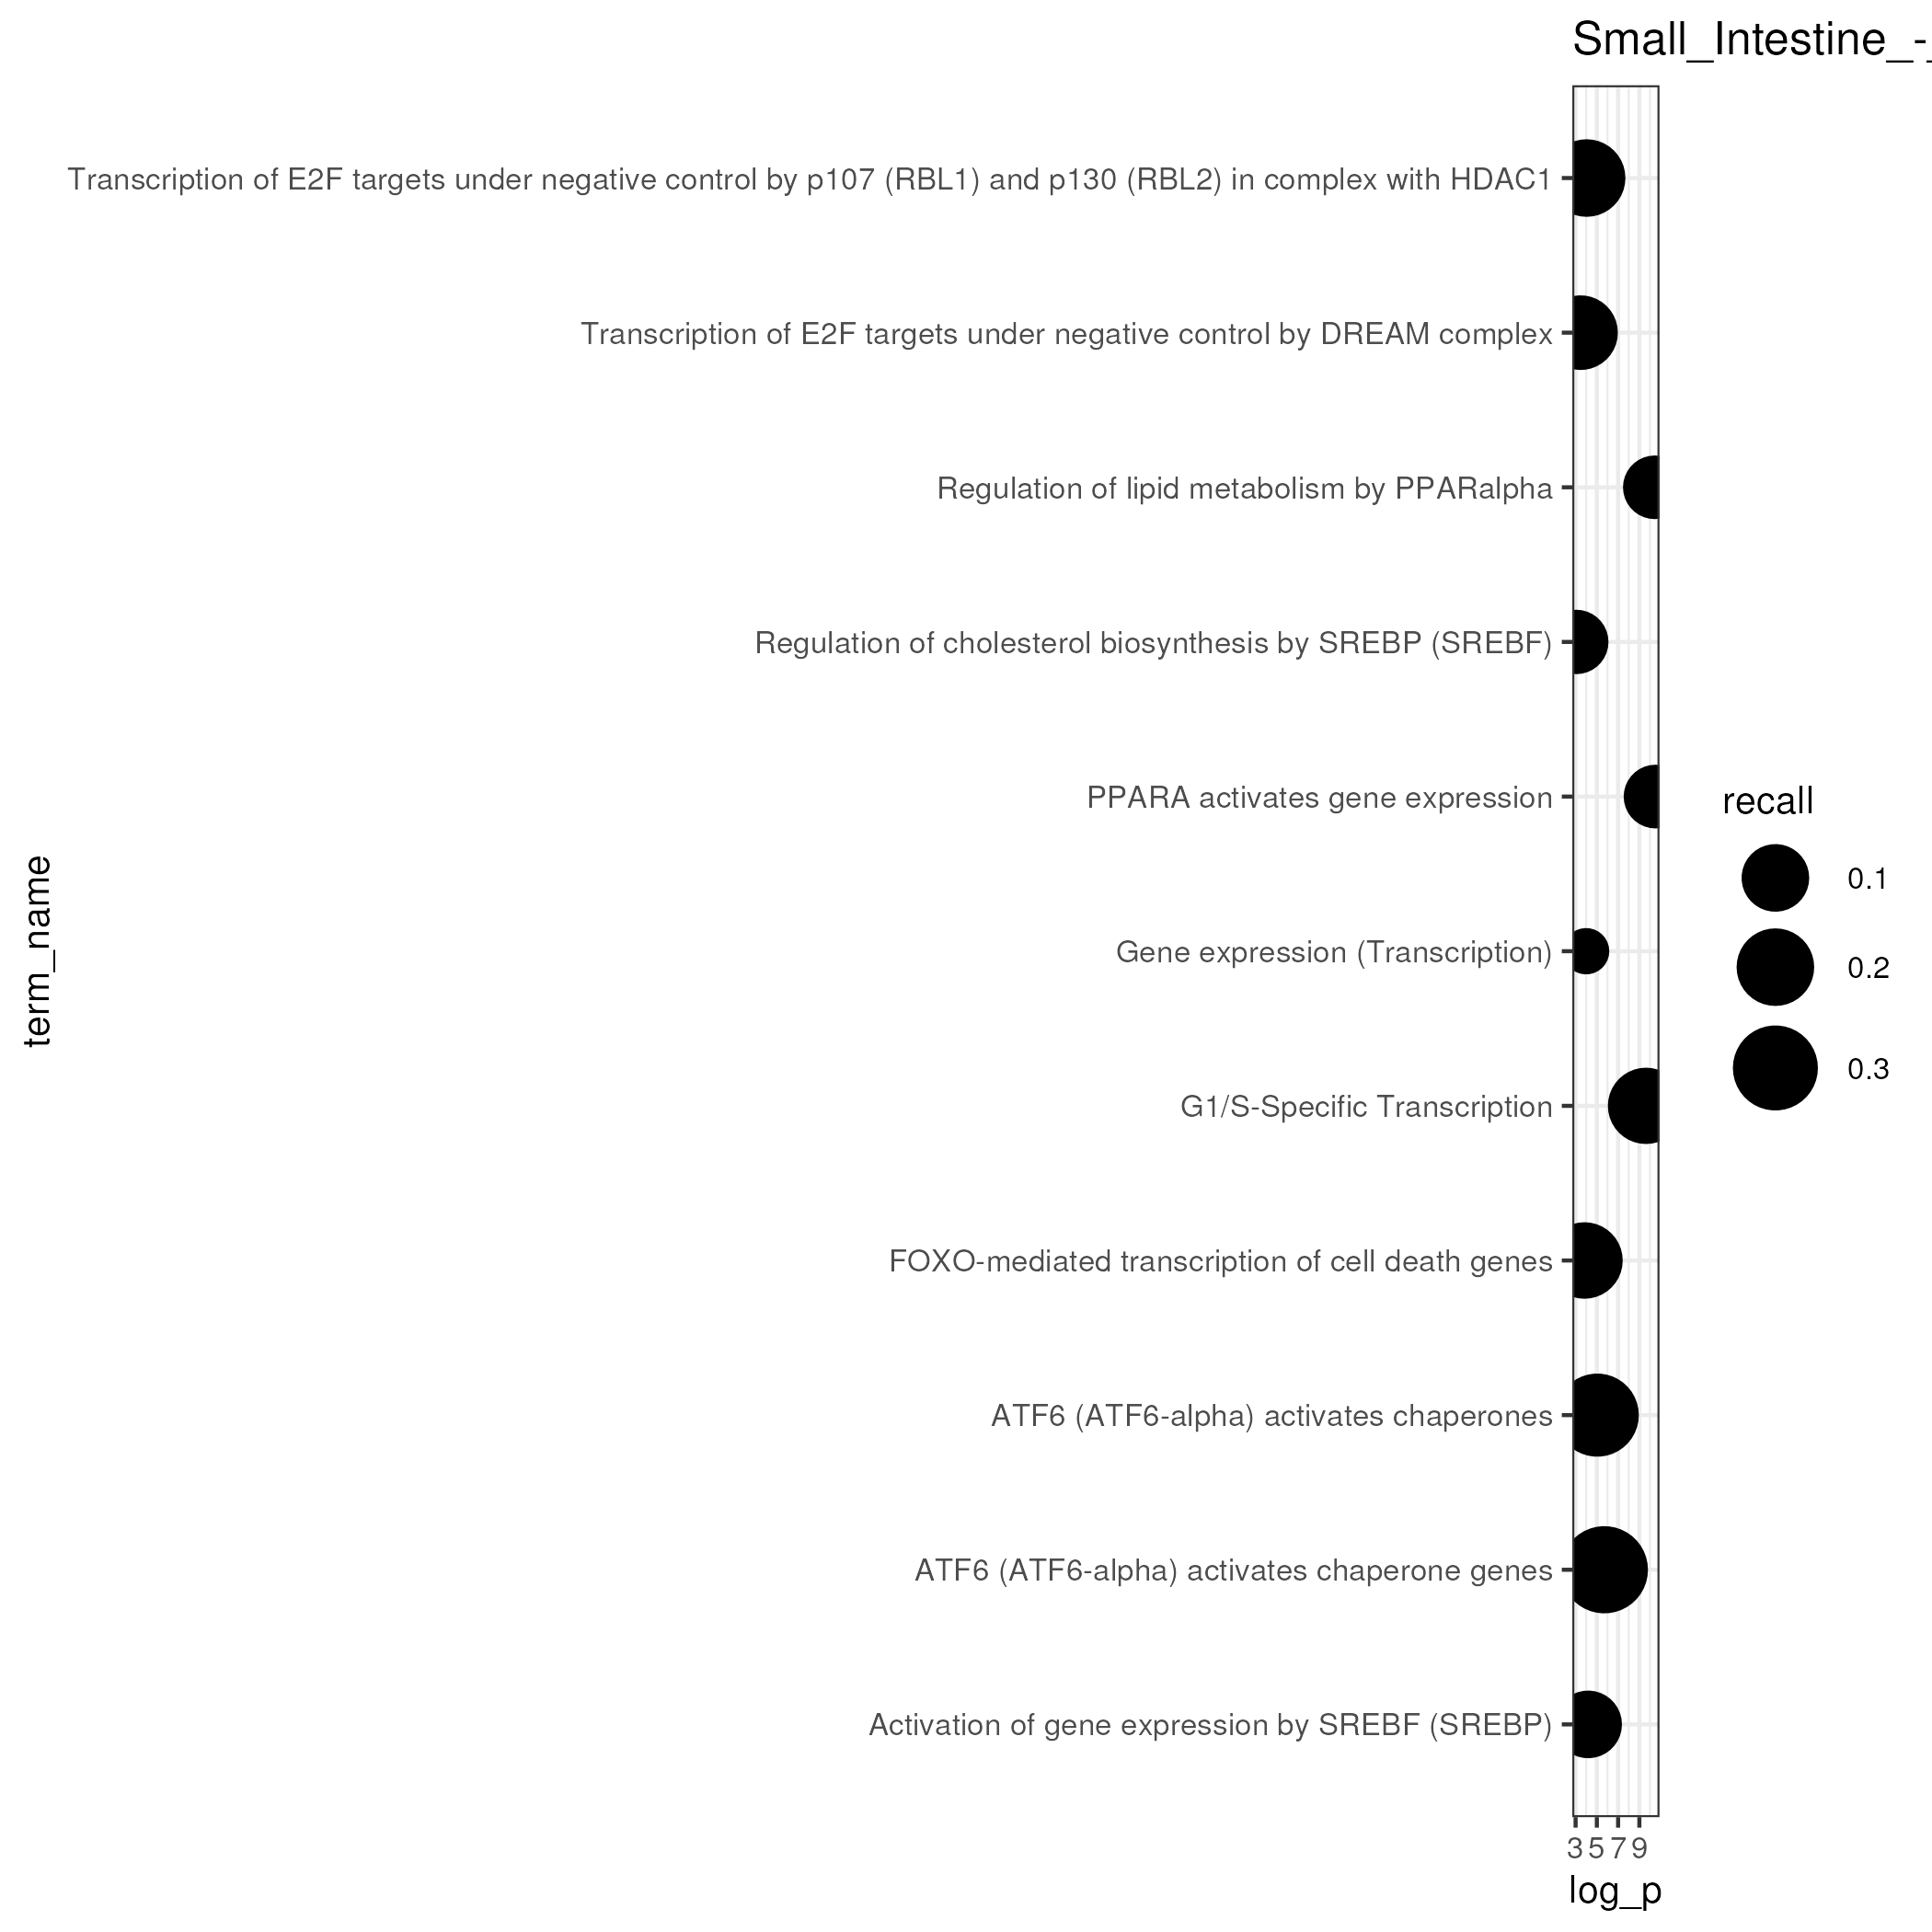 Small_Intestine_-_
Transcription of E2F targets under negative control by p107 (RBL1) and p130 (RBL2) in complex with HDAC1
Transcription of E2F targets under negative control by DREAM complex
Regulation of lipid metabolism by PPARalpha
Regulation of cholesterol biosynthesis by SREBP (SREBF)
PPARA activates gene expression
Gene expression (Transcription)
G1/S-Specific Transcription
FOXO-mediated transcription of cell death genes
ATF6 (ATF6-alpha) activates chaperones
ATF6 (ATF6-alpha) activates chaperone genes
Activation of gene expression by SREBF (SREBP)
term_name
3 5 7 9
log_p
recall
0.1
0.2
0.3